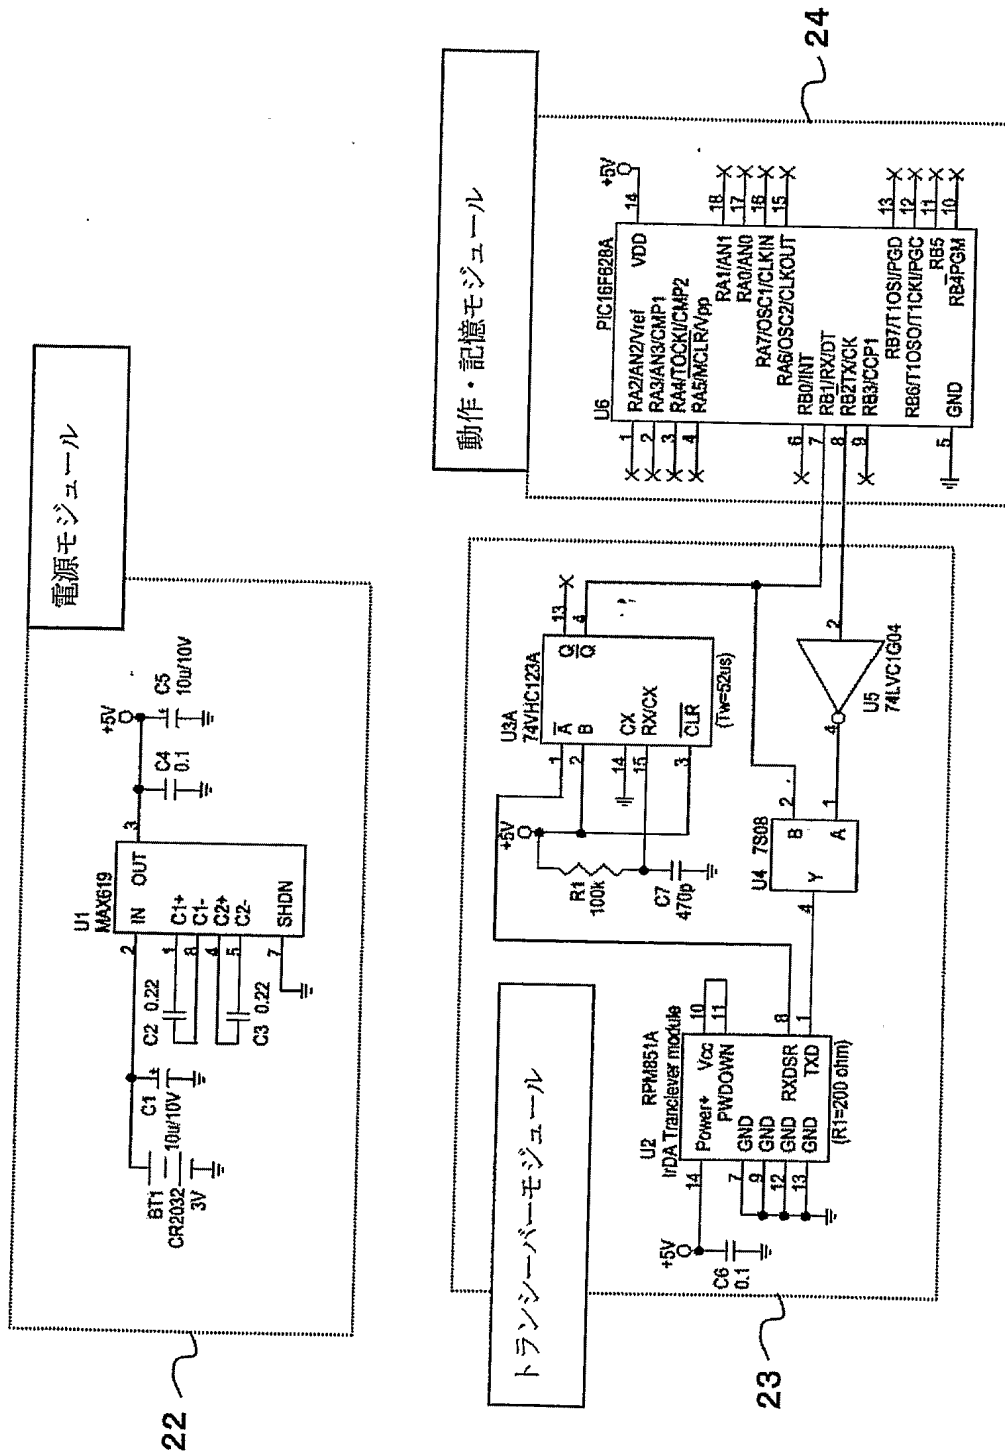 電源モジュール
22
BT1
CR2032
3V
C1
10u/10V
C2 0.22
C3 0.22
U1
MAX619
2 IN OUT 3
1 C1+
8 C1-
4 C2+
5 C2-
7 SHDN
+5V
C4
0.1
C5
10u/10V
トランシーバーモジュール
23
+5V
C6
0.1
U2 RPM851A
IrDA Tranciever module
14 Power+ Vcc 10
PWDOWN 11
7 GND
9 GND
12 GND RXDSR 8
13 GND TXD 1
(R1=200 ohm)
+5V
R1
100k
C7
470p
U3A
74VHC123A
1 A Q 13
2 B Q 4
14 CX
15 RX/CX
3 CLR
(Tw=52us)
U4 7S08
4 Y B 2
A 1
4 2
U5
74LVC1G04
動作・記憶モジュール
24
U6 PIC16F628A
+5V
14 VDD
1 RA2/AN2/Vref
2 RA3/AN3/CMP1
3 RA4/TOCKI/CMP2
4 RA5/MCLR/Vpp
RA1/AN1 18
RA0/AN0 17
RA7/OSC1/CLKIN 16
RA6/OSC2/CLKOUT 15
6 RB0/INT
7 RB1/RX/DT
8 RB2TX/CK
9 RB3/CCP1
RB7/T1OSI/PGD 13
RB6/T1OSO/T1CKI/PGC 12
RB5 11
RB4PGM 10
5 GND